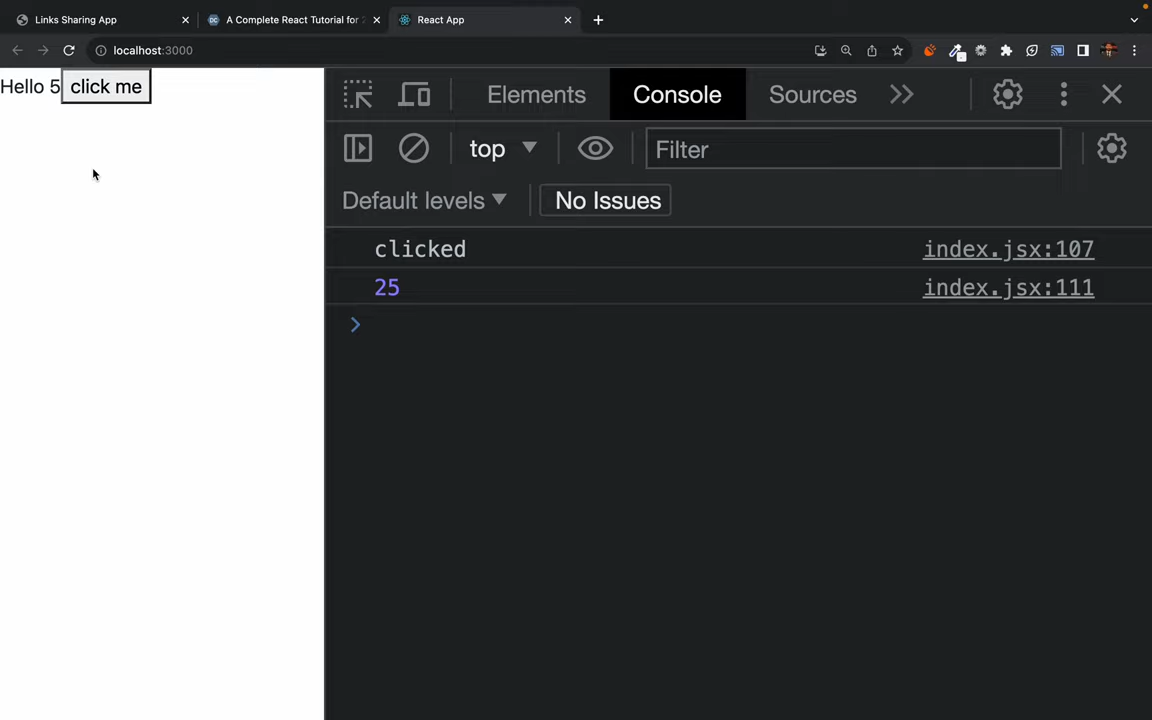 Links Sharing App
A Complete React Tutorial for
React App
localhost:3000
Hello 5
click me
Elements
Console
Sources
top
Filter
Default levels
No Issues
clicked
index.jsx:107
25
index.jsx:111